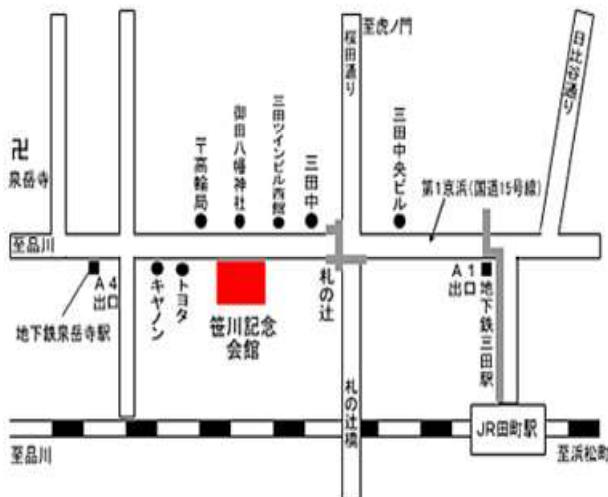 至虎ノ門
桜田通り
日比谷通り
卍
泉岳寺
〒高輪局
御田八幡神社
三田ツインビル西館
三田中
三田中央ビル
第1京浜(国道15号線)
至品川
A4
出口
地下鉄泉岳寺駅
キヤノン
トヨタ
笹川記念
会館
札の辻
A1
出口
地下鉄三田駅
札の辻橋
JR田町駅
至品川
至浜松町